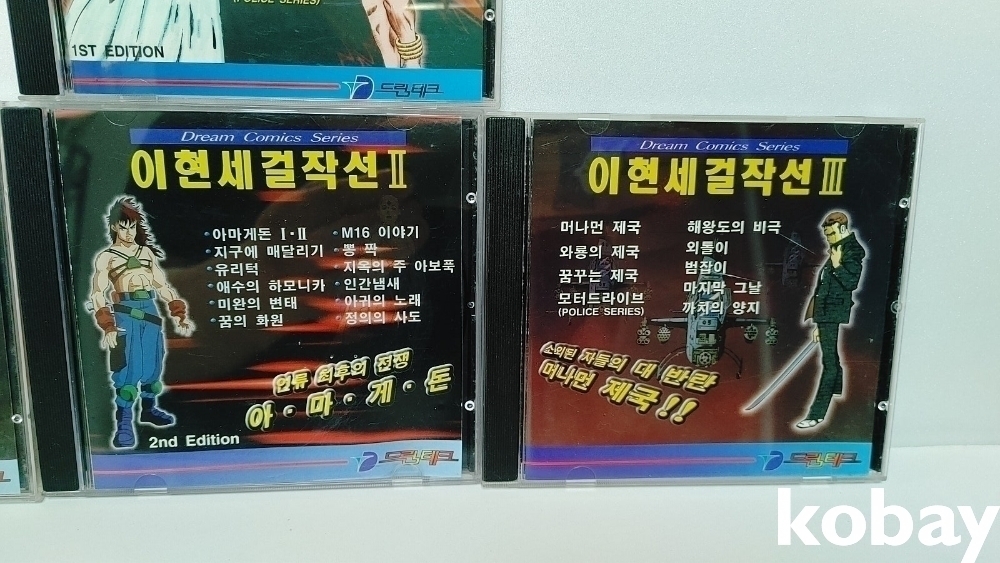 (POLICE SERIES)
1ST EDITION
드림테크
Dream Comics Series
이현세걸작선 II
•아마게돈 I·II
•지구에 매달리기
•유리턱
•애수의 하모니카
•미완의 변태
•꿈의 화원
•M16 이야기
•뽕 짝
•지옥의 주 아보푹
•인간냄새
•아귀의 노래
•정의의 사도
인류 최후의 전쟁
아·마·게·돈
2nd Edition
드림테크
Dream Comics Series
이현세걸작선 III
머나먼 제국
와룡의 제국
꿈꾸는 제국
모터드라이브
(POLICE SERIES)
해왕도의 비극
외톨이
범잡이
마지막 그날
까치의 양지
소외된 자들의 대 반란
머나먼 제국!!
드림테크
kobay